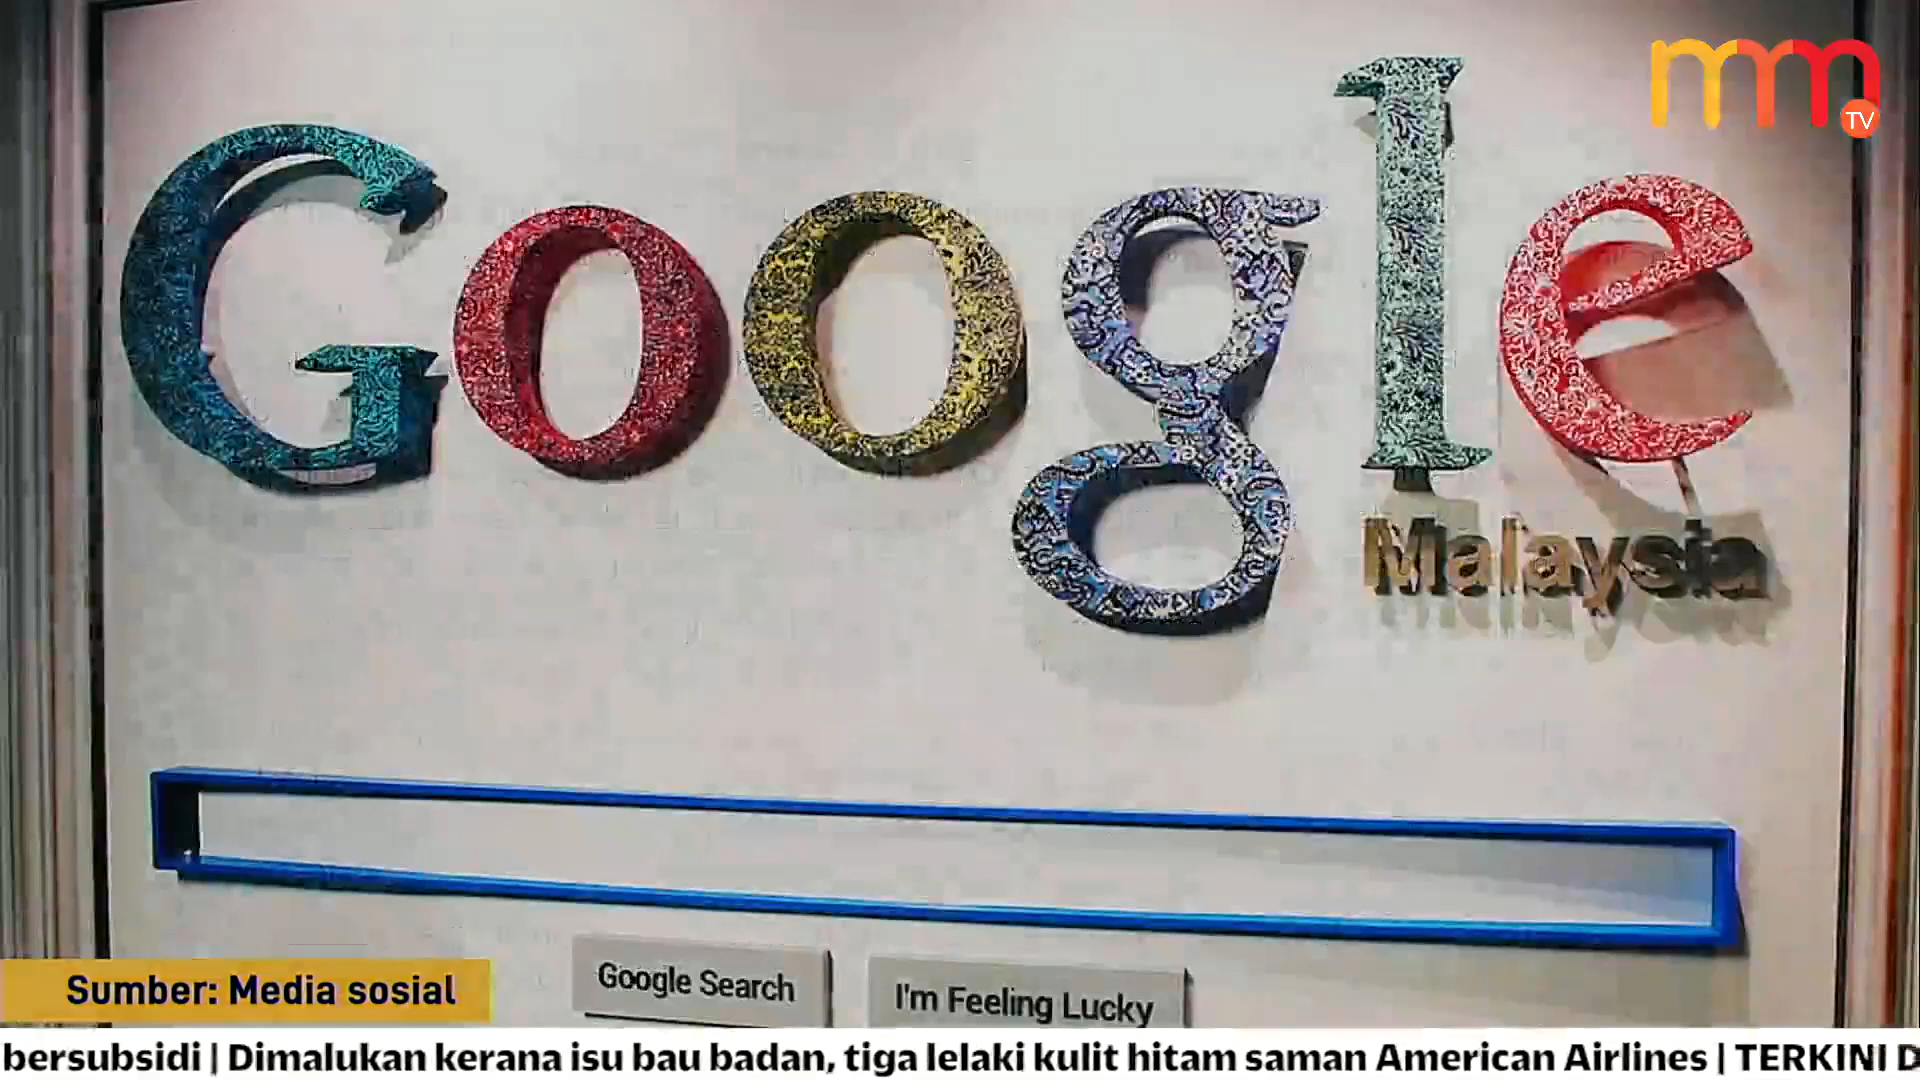 mm
TV
Google
Malaysia
Google Search
I'm Feeling Lucky
Sumber: Media sosial
bersubsidi | Dimalukan kerana isu bau badan, tiga lelaki kulit hitam saman American Airlines | TERKINI D